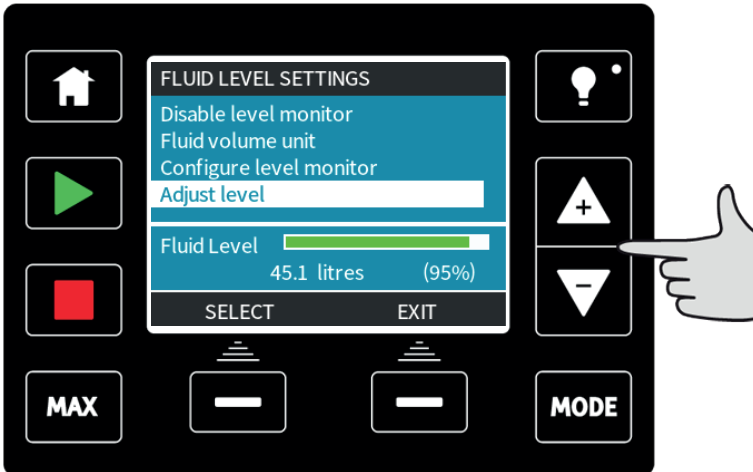 FLUID LEVEL SETTINGS
Disable level monitor
Fluid volume unit
Configure level monitor
Adjust level
Fluid Level
45.1 litres (95%)
SELECT EXIT
+
-
MAX
MODE